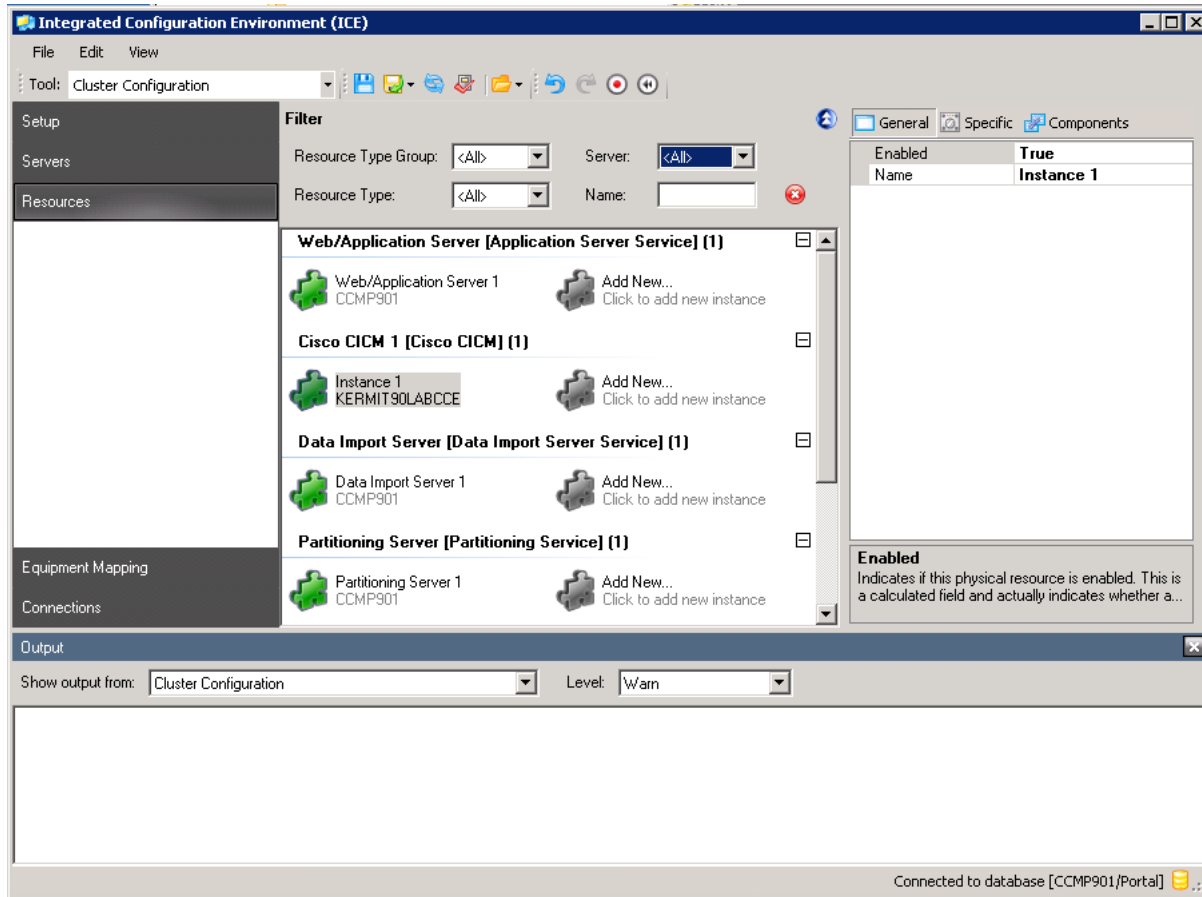 Integrated Configuration Environment (ICE)
File Edit View
Tool: Cluster Configuration
Setup
Servers
Resources
Equipment Mapping
Connections
Filter
Resource Type Group: <All> Server: <All>
Resource Type: <All> Name:
Web/Application Server [Application Server Service] (1)
Web/Application Server 1
CCMP901
Add New...
Click to add new instance
Cisco CICM 1 [Cisco CICM] (1)
Instance 1
KERMIT90LABCCE
Add New...
Click to add new instance
Data Import Server [Data Import Server Service] (1)
Data Import Server 1
CCMP901
Add New...
Click to add new instance
Partitioning Server [Partitioning Service] (1)
Partitioning Server 1
CCMP901
Add New...
Click to add new instance
General Specific Components
Enabled True
Name Instance 1
Enabled
Indicates if this physical resource is enabled. This is
a calculated field and actually indicates whether a...
Output
Show output from: Cluster Configuration Level: Warn
Connected to database [CCMP901/Portal]